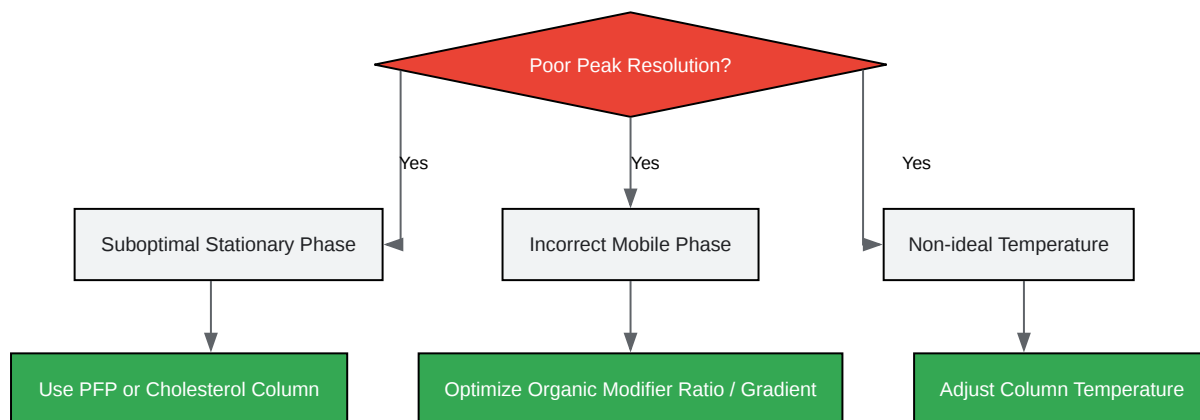 Poor Peak Resolution?
Yes
Yes
Yes
Suboptimal Stationary Phase
Incorrect Mobile Phase
Non-ideal Temperature
Use PFP or Cholesterol Column
Optimize Organic Modifier Ratio / Gradient
Adjust Column Temperature